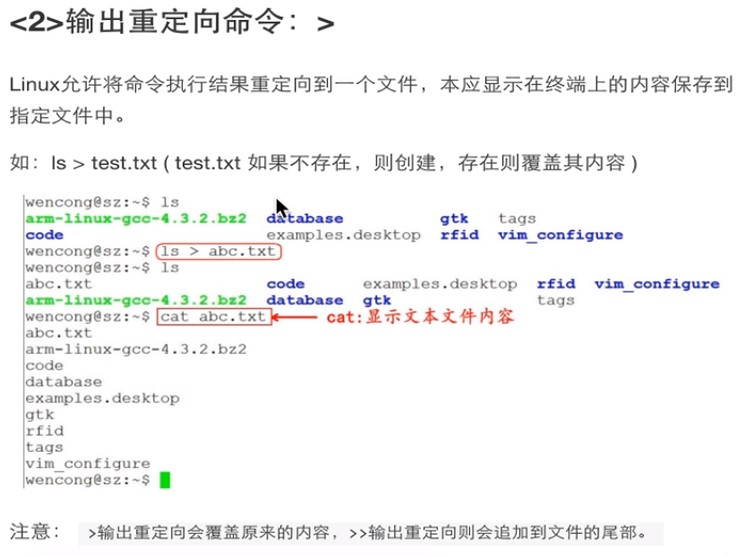 <2>输出重定向命令：>
Linux允许将命令执行结果重定向到一个文件，本应显示在终端上的内容保存到
指定文件中。
如：ls > test.txt ( test.txt 如果不存在，则创建，存在则覆盖其内容 )
wencong@sz:~$ ls
arm-linux-gcc-4.3.2.bz2 database gtk tags
code examples.desktop rfid vim_configure
wencong@sz:~$ ls > abc.txt
wencong@sz:~$ ls
abc.txt code examples.desktop rfid vim_configure
arm-linux-gcc-4.3.2.bz2 database gtk tags
wencong@sz:~$ cat abc.txt cat:显示文本文件内容
abc.txt
arm-linux-gcc-4.3.2.bz2
code
database
examples.desktop
gtk
rfid
tags
vim_configure
wencong@sz:~$
注意： >输出重定向会覆盖原来的内容，>>输出重定向则会追加到文件的尾部。